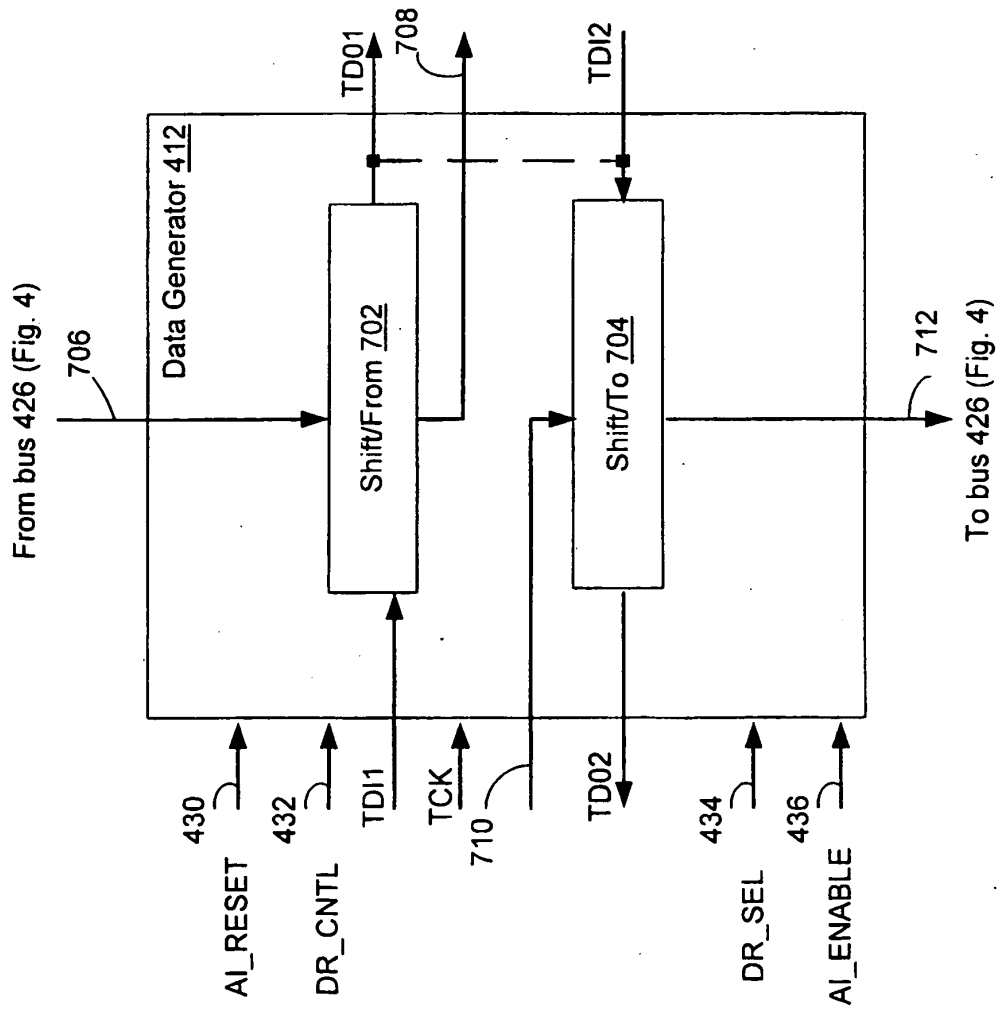 From bus 426 (Fig. 4)
706
Data Generator 412
TD01
708
Shift/From 702
TDI2
Shift/To 704
712
To bus 426 (Fig. 4)
AI_RESET
430
DR_CNTL
432
TDI1
TCK
710
TD02
DR_SEL
434
AI_ENABLE
436